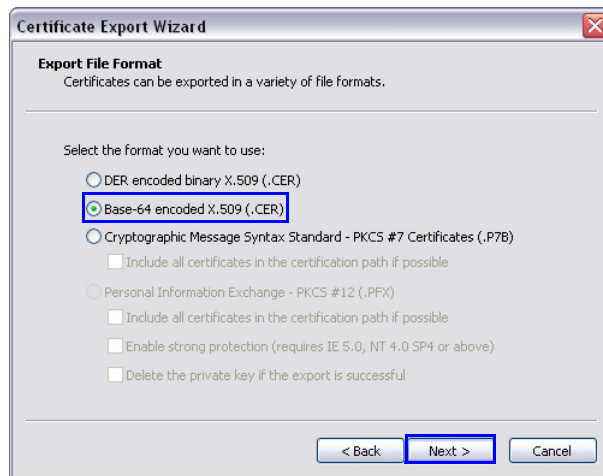 Certificate Export Wizard
Export File Format
Certificates can be exported in a variety of file formats.
Select the format you want to use:
DER encoded binary X.509 (.CER)
Base-64 encoded X.509 (.CER)
Cryptographic Message Syntax Standard - PKCS #7 Certificates (.P7B)
Include all certificates in the certification path if possible
Personal Information Exchange - PKCS #12 (.PFX)
Include all certificates in the certification path if possible
Enable strong protection (requires IE 5.0, NT 4.0 SP4 or above)
Delete the private key if the export is successful
< Back Next > Cancel